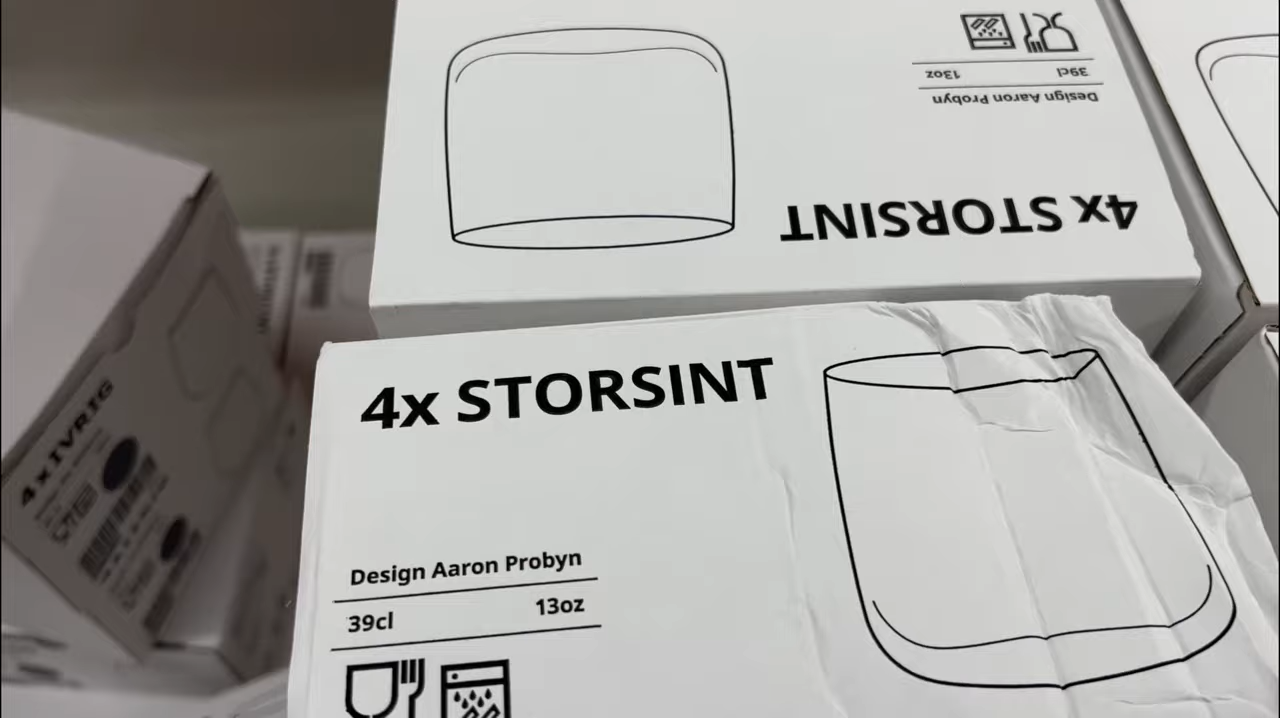 39cl 13oz
Design Aaron Probyn
4x STORSINT
4x STORSINT
Design Aaron Probyn
39cl 13oz
4x IVRIG